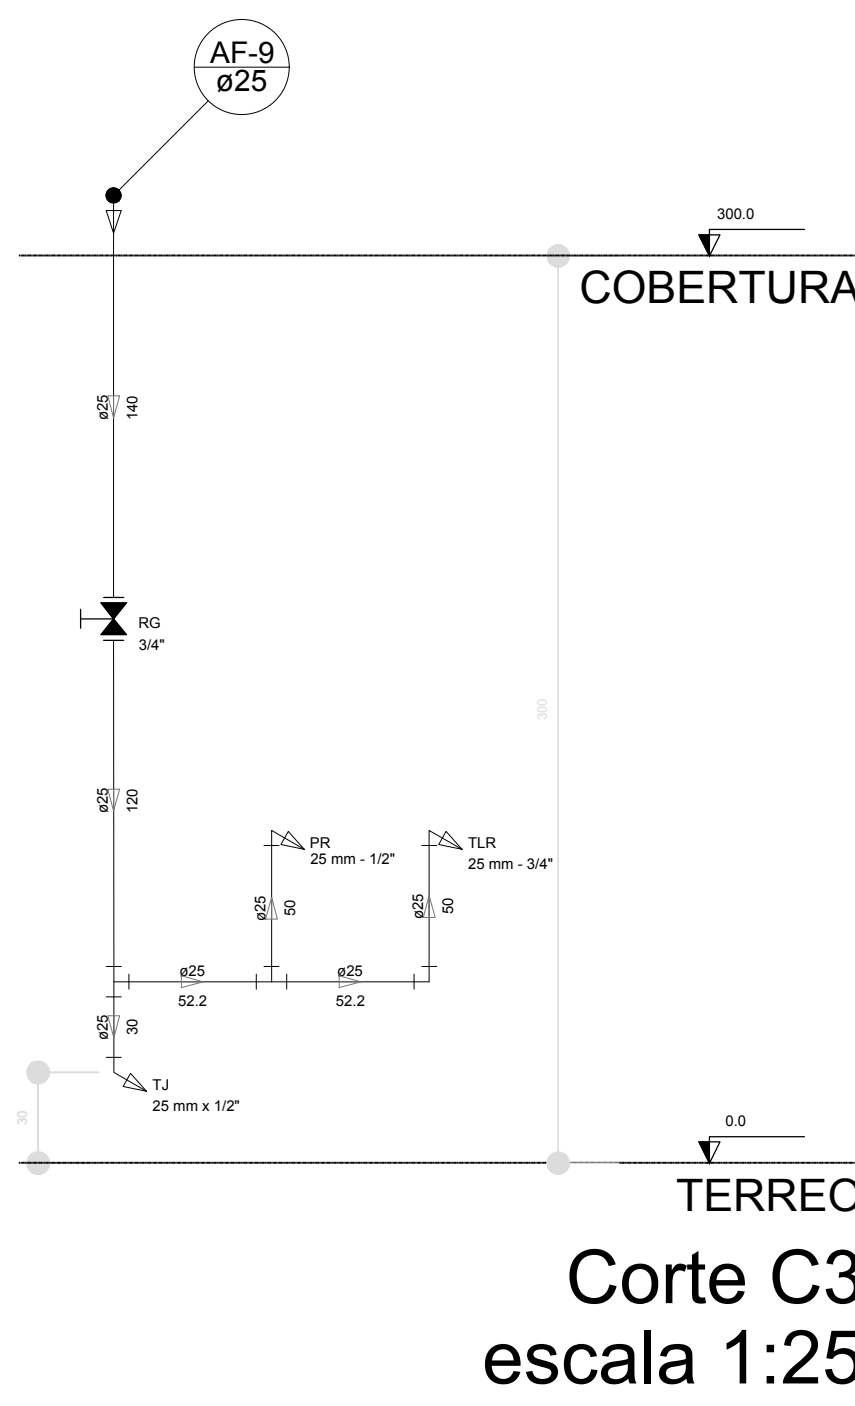 AF-9
ø25
300.0
COBERTURA
ø25
140
RG
3/4"
300
ø25
120
PR
25 mm - 1/2"
TLR
25 mm - 3/4"
ø25
50
ø25
50
ø25
52.2
ø25
52.2
ø25
30
TJ
25 mm x 1/2"
30
0.0
TERREO
Corte C3
escala 1:25